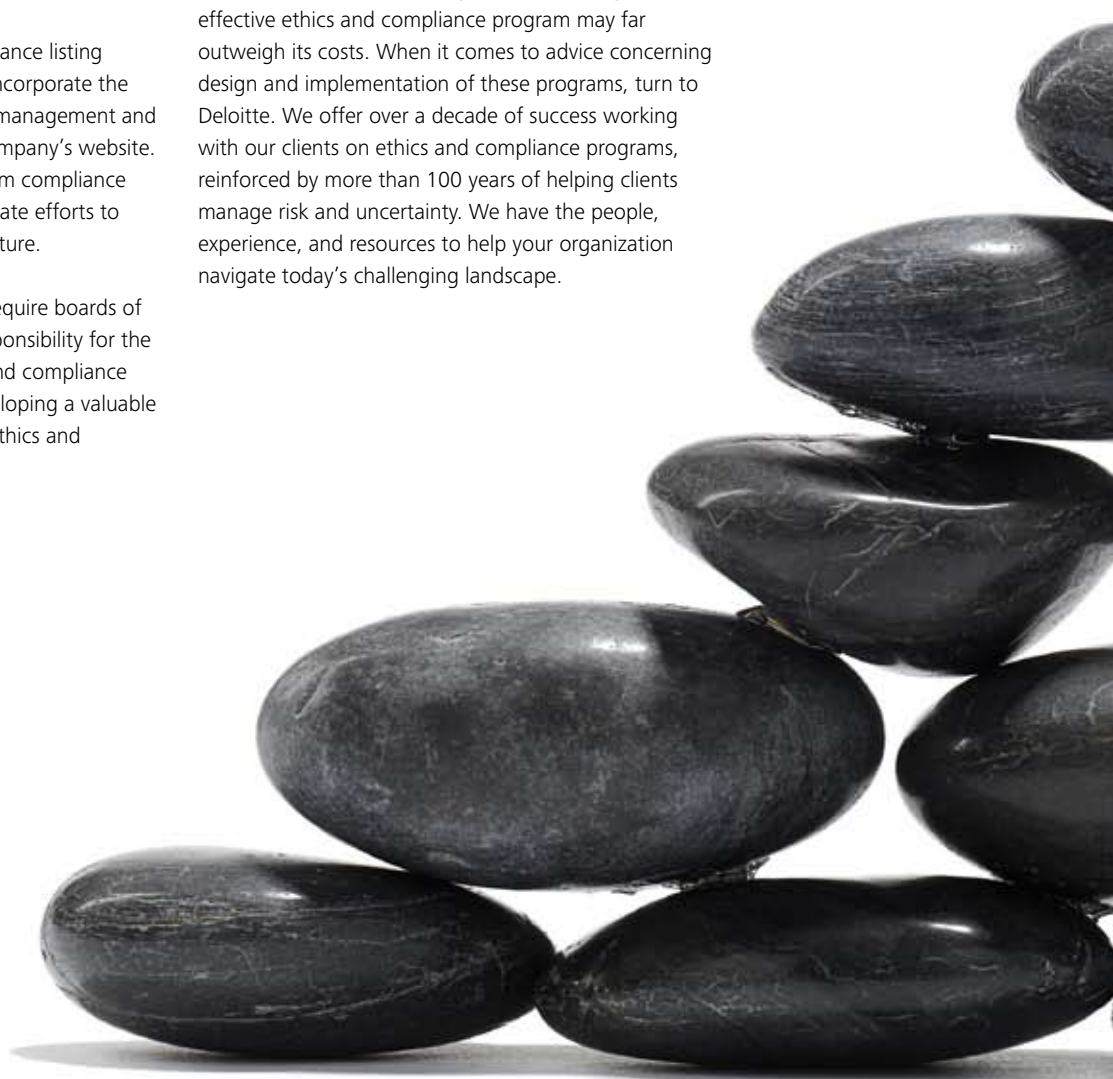 ance listing
ncorporate the
management and
mpany's website.
m compliance
ate efforts to
ture.
equire boards of
onsibility for the
nd compliance
loping a valuable
thics and
effective ethics and compliance program may far
outweigh its costs. When it comes to advice concerning
design and implementation of these programs, turn to
Deloitte. We offer over a decade of success working
with our clients on ethics and compliance programs,
reinforced by more than 100 years of helping clients
manage risk and uncertainty. We have the people,
experience, and resources to help your organization
navigate today's challenging landscape.